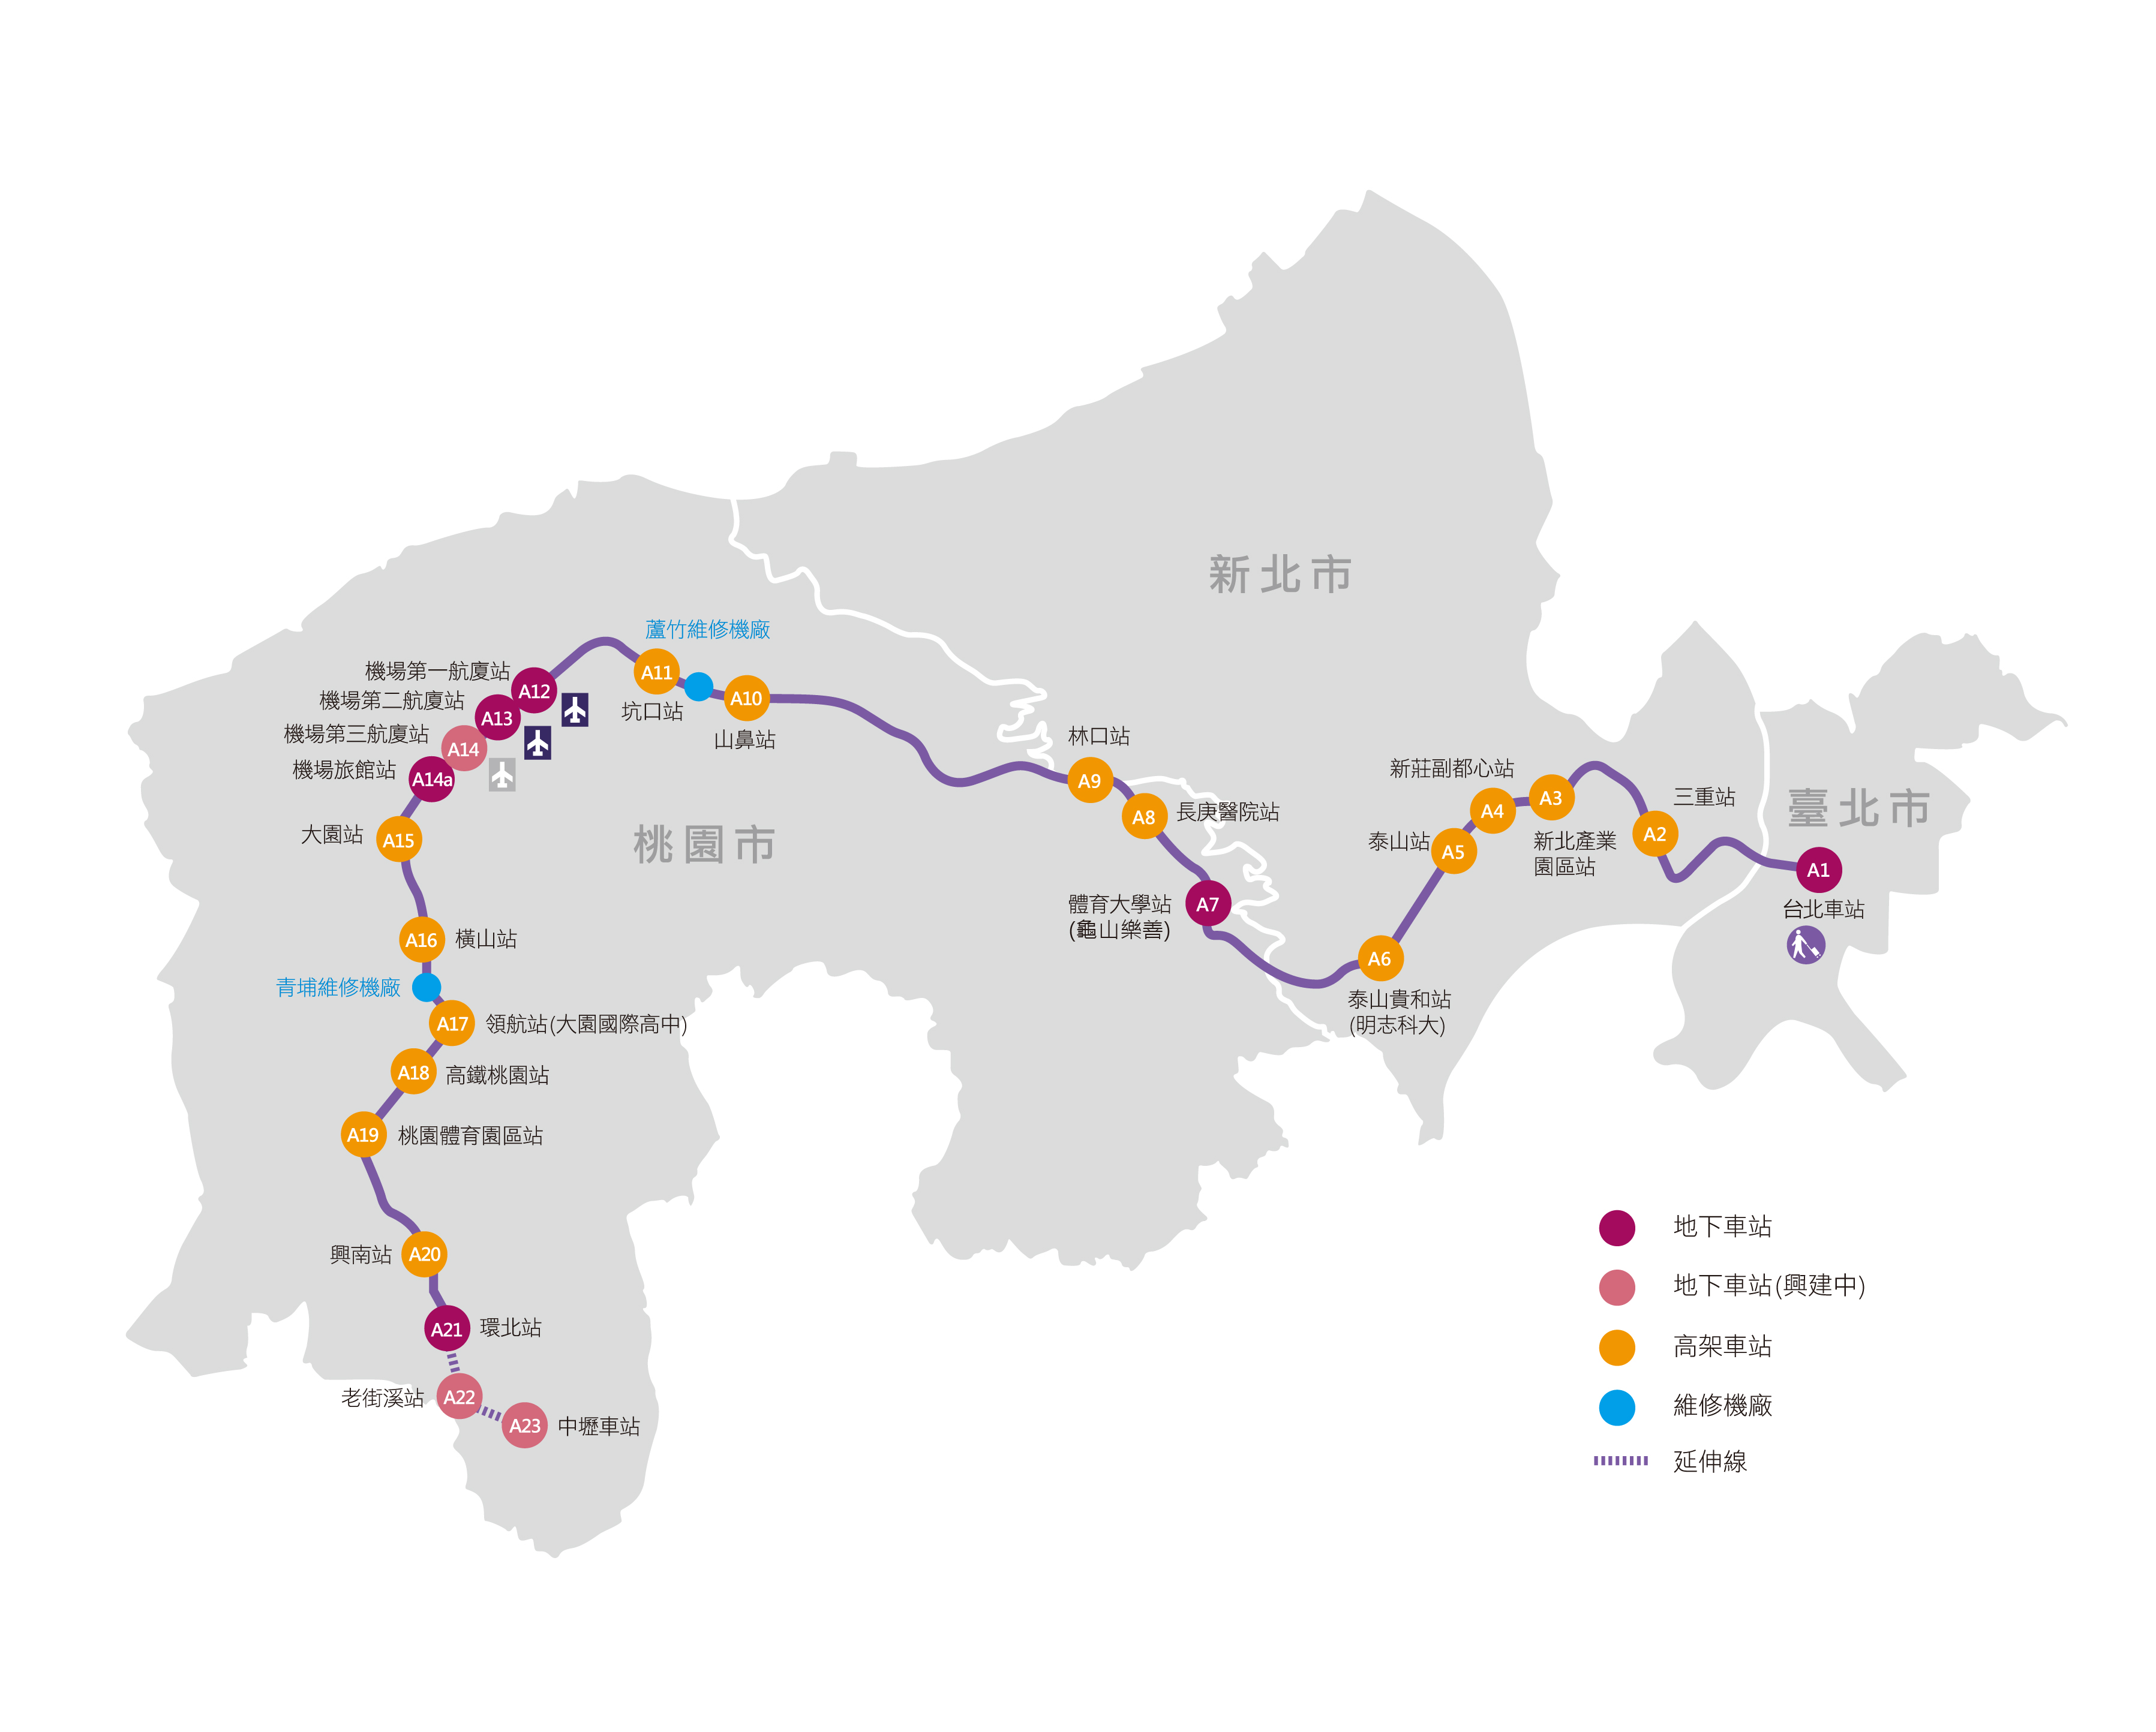 新北市
蘆竹維修機廠
機場第一航廈站
A12
A11
機場第二航廈站
A13
A10
坑口站
機場第三航廈站
A14
山鼻站
林口站
機場旅館站
A14a
A9
新莊副都心站
A3
三重站
臺北市
A4
長庚醫院站
A8
大園站
A15
桃園市
泰山站
A5
新北產業
園區站
A2
A1
台北車站
體育大學站
(龜山樂善)
A7
A16
橫山站
A6
青埔維修機廠
泰山貴和站
(明志科大)
A17
領航站(大園國際高中)
A18
高鐵桃園站
A19
桃園體育園區站
興南站
A20
A21
環北站
老街溪站
A22
A23
中壢車站
地下車站
地下車站(興建中)
高架車站
維修機廠
延伸線